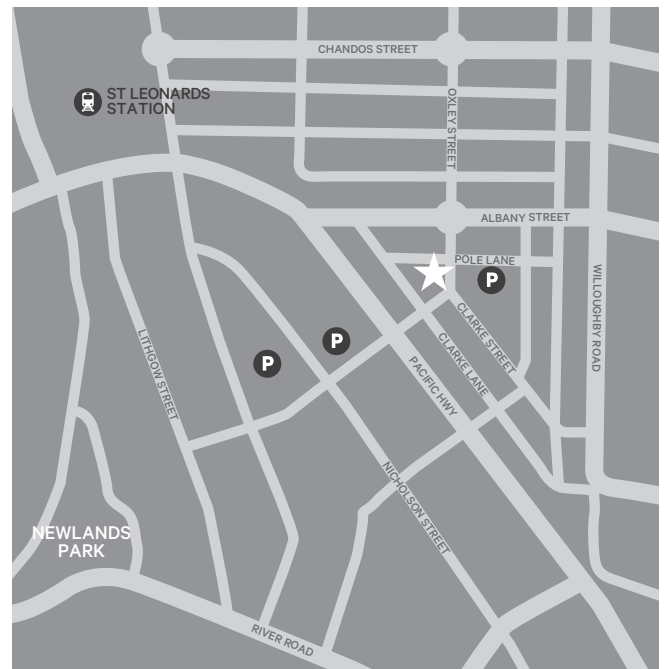 CHANDOS STREET
ST LEONARDS
STATION
OXLEY STREET
ALBANY STREET
POLE LANE
P
WILLOUGHBY ROAD
CLARKE STREET
LITHGOW STREET
P
P
CLARKE LANE
PACIFIC HWY
NICHOLSON STREET
NEWLANDS
PARK
RIVER ROAD